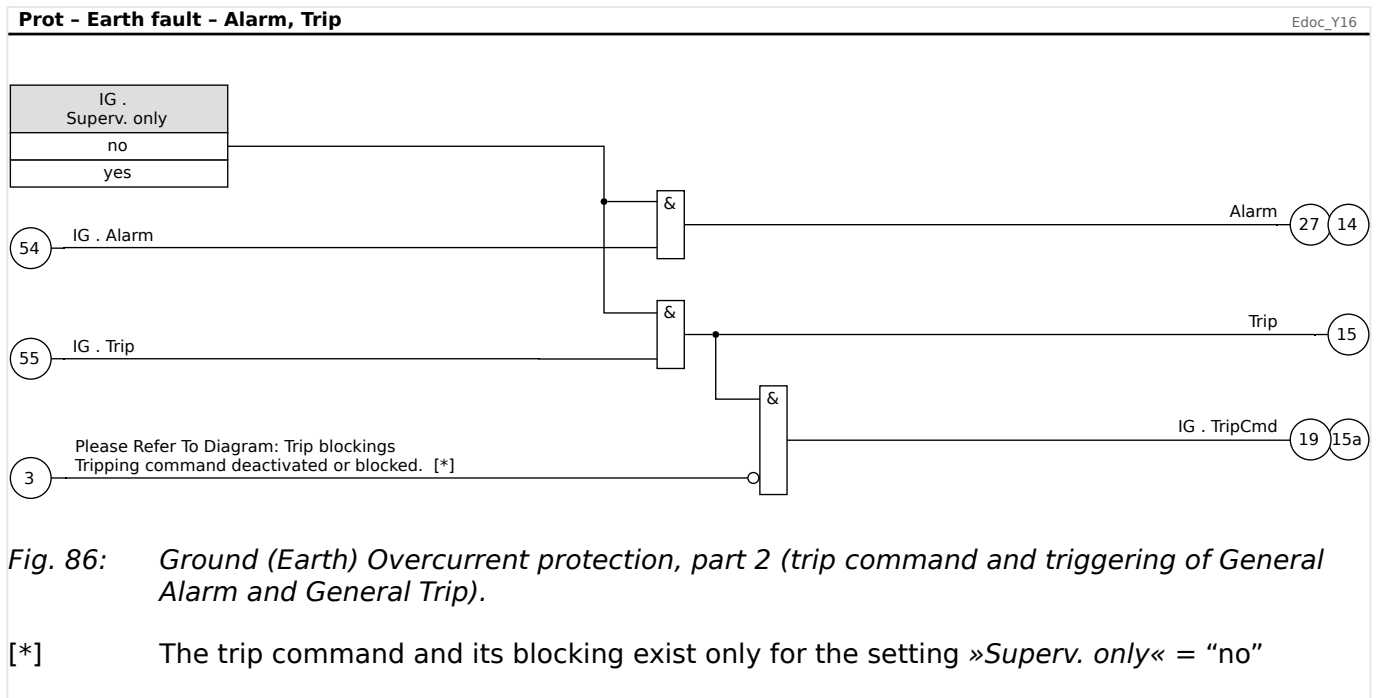 Prot – Earth fault – Alarm, Trip
Edoc_Y16
IG .
Superv. only
no
yes
&
Alarm
27
14
54
IG . Alarm
&
Trip
15
55
IG . Trip
&
IG . TripCmd
19
15a
Please Refer To Diagram: Trip blockings
Tripping command deactivated or blocked. [*]
3
Fig. 86: Ground (Earth) Overcurrent protection, part 2 (trip command and triggering of General
Alarm and General Trip).
[*] The trip command and its blocking exist only for the setting »Superv. only« = “no”